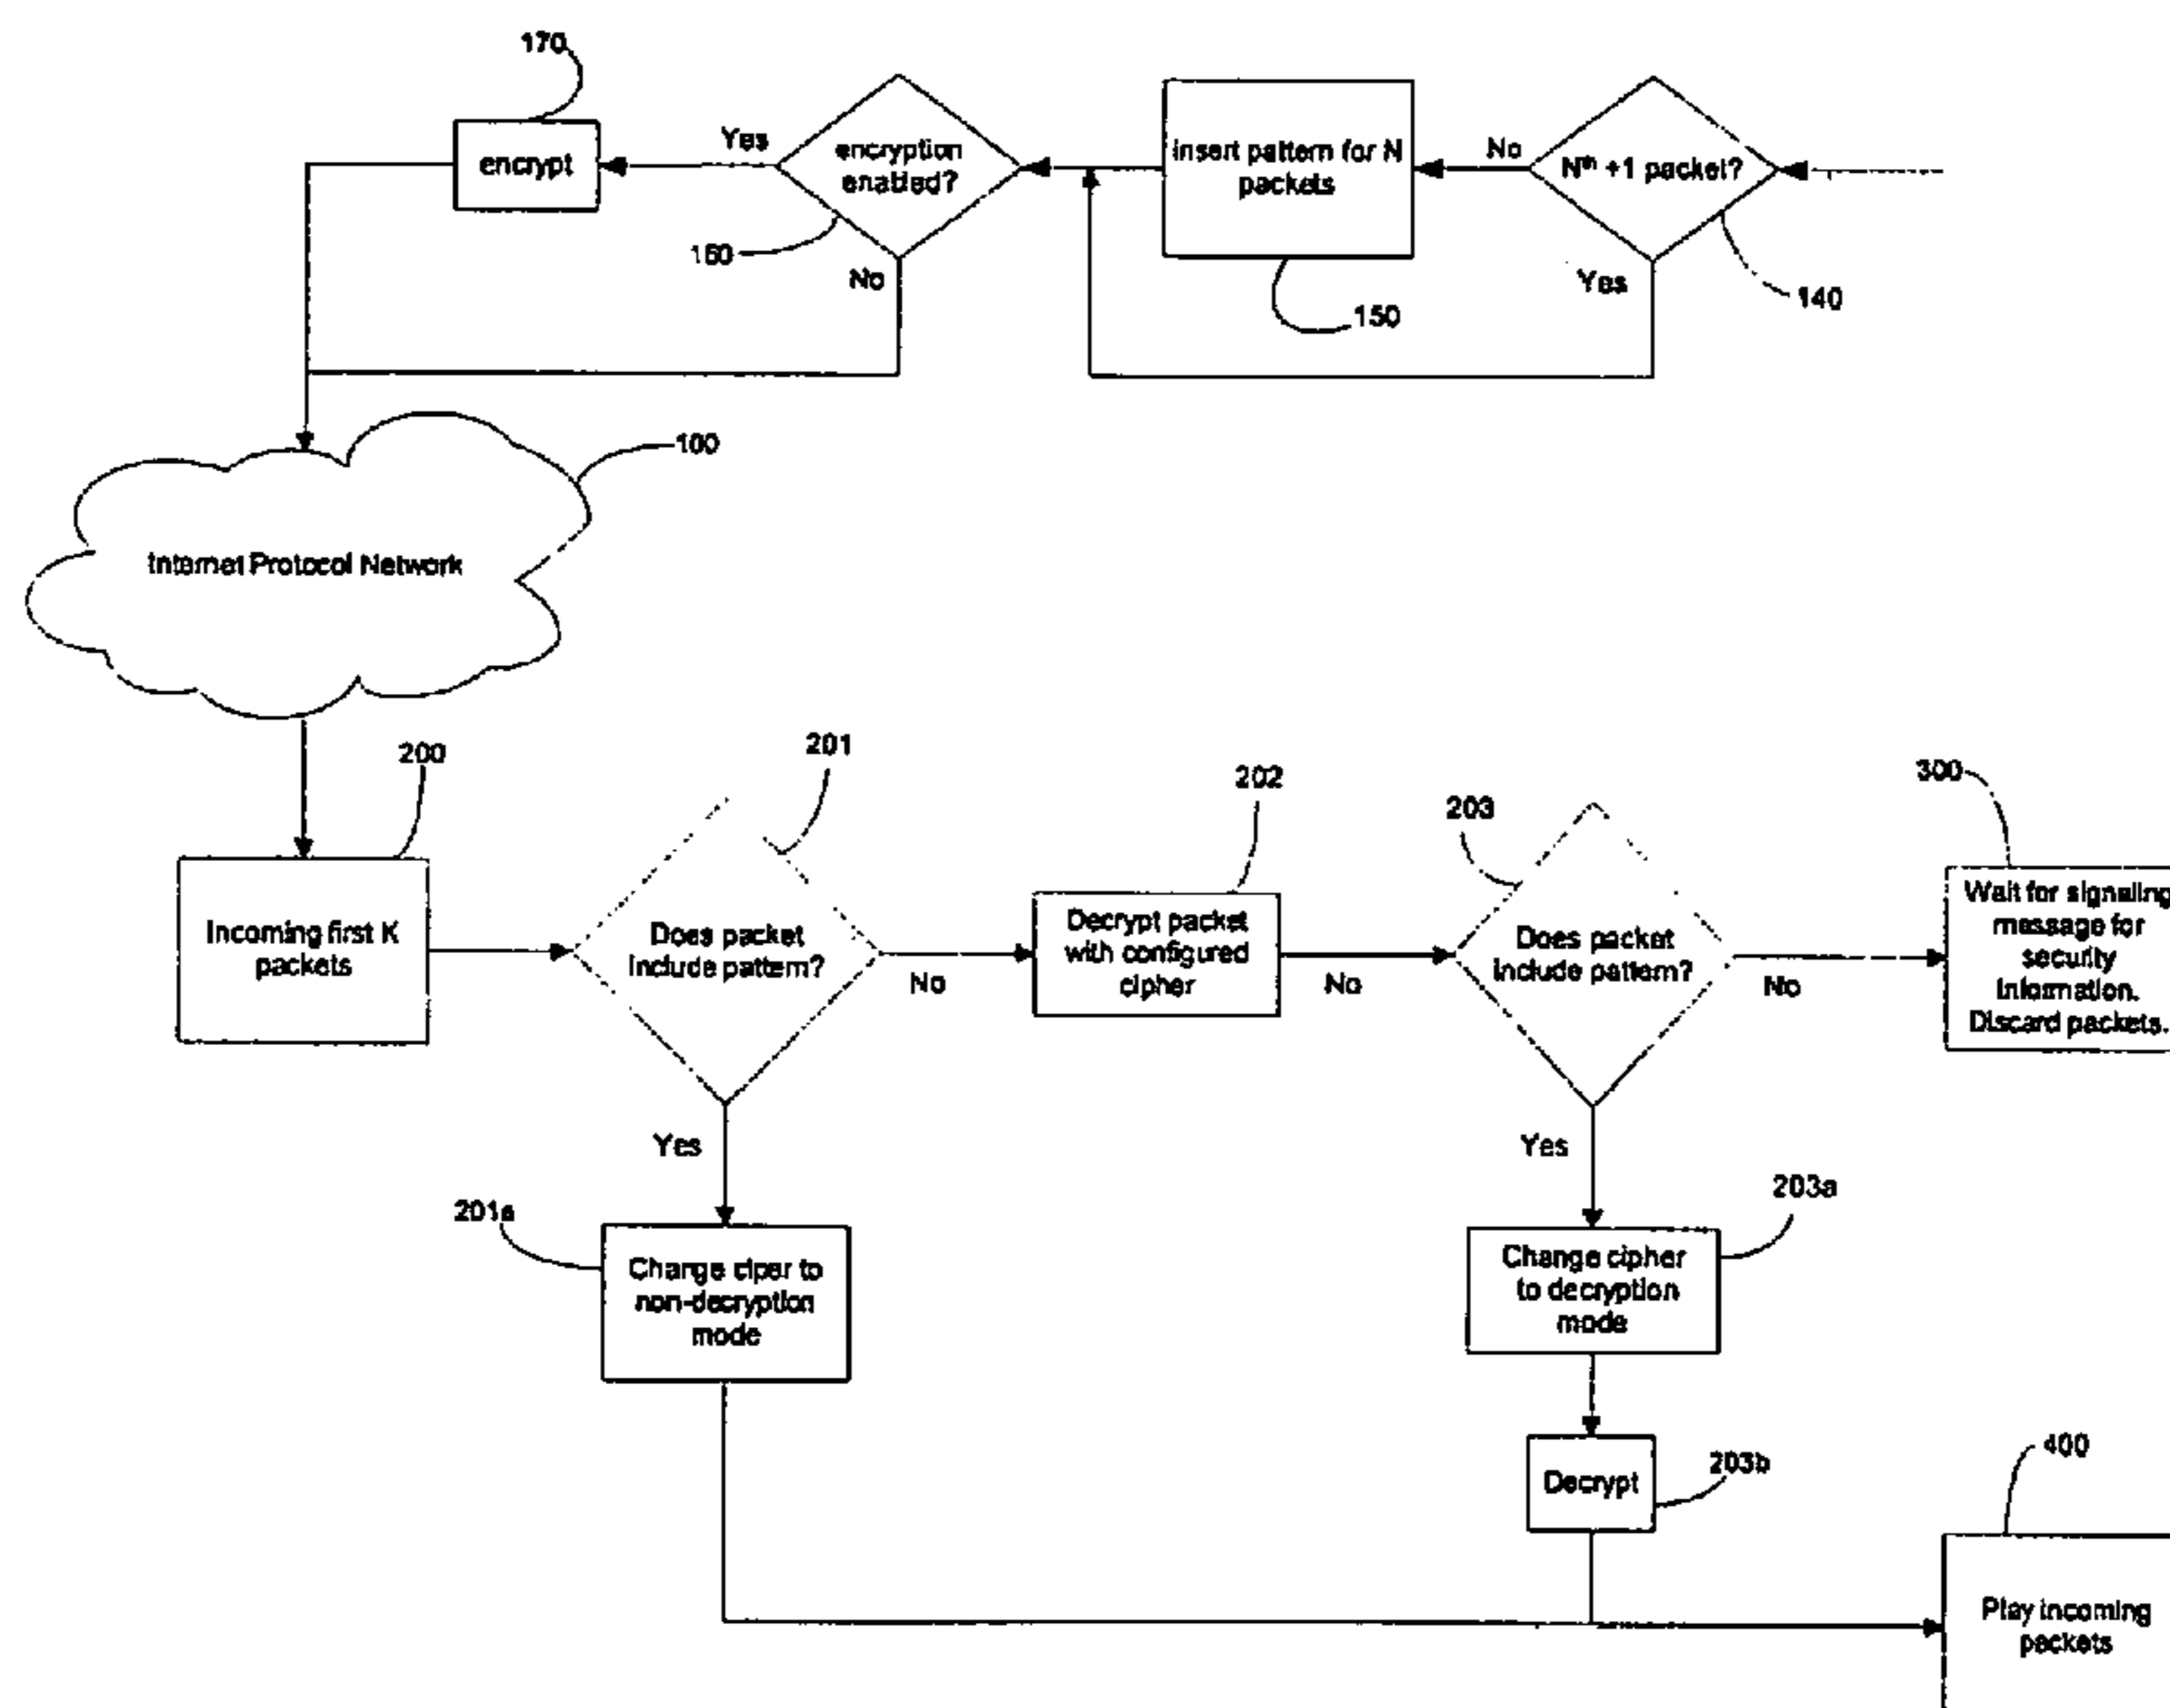 170
encrypt
Yes
encryption
enabled?
160
No
insert pattern for N
packets
150
No
Nth +1 packet?
Yes
140
100
Internet Protocol Network
200
Incoming first K
packets
201
Does packet
include pattern?
No
202
Decrypt packet
with configured
cipher
No
203
Does packet
include pattern?
No
300
Wait for signaling
message for
security
information.
Discard packets.
Yes
201a
Change ciper to
non-decryption
mode
Yes
203a
Change cipher
to decryption
mode
Decrypt
203b
400
Play incoming
packets